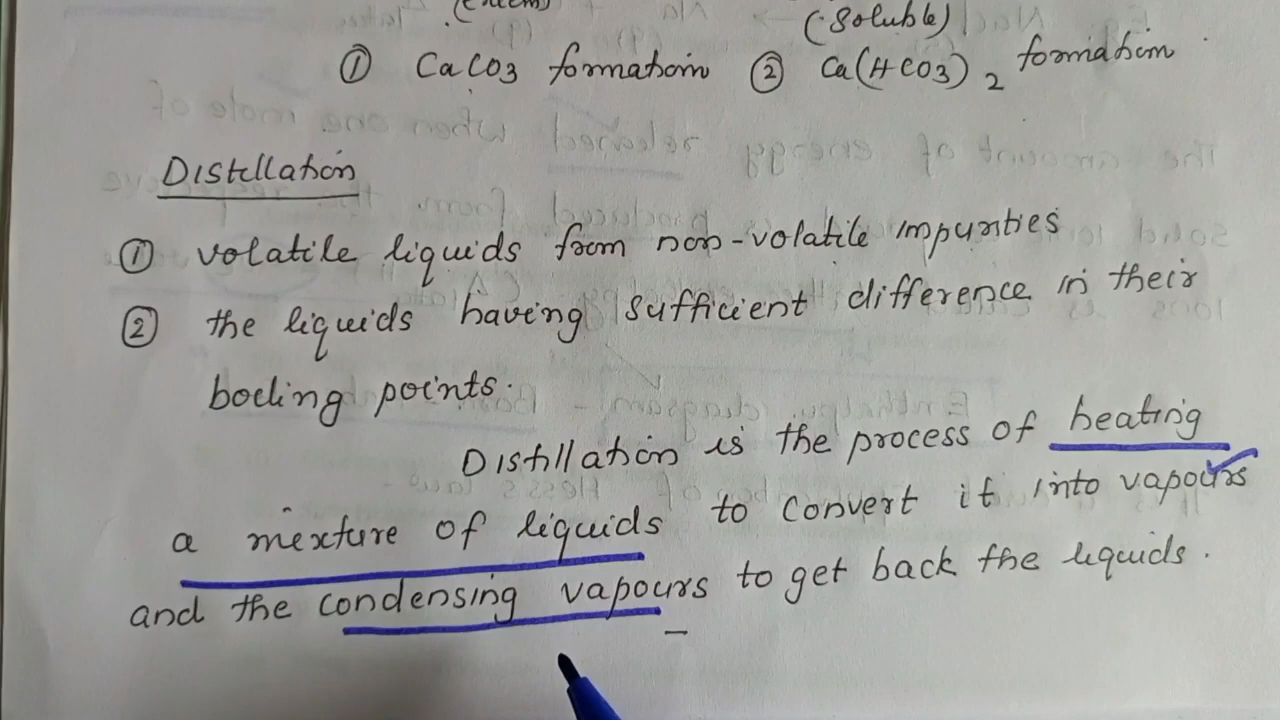 (Soluble)
① CaCO3 formation ② Ca(HCO3)2 formation
Distillation
① volatile liquids from non-volatile impurities
② the liquids having sufficient difference in their
boiling points.
Distillation is the process of heating
a mixture of liquids to convert it into vapours
and the condensing vapours to get back the liquids.